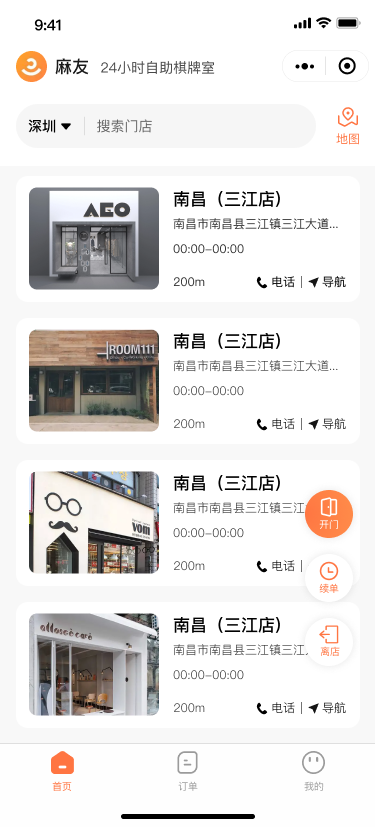 9:41
麻友 24小时自助棋牌室
深圳 搜索门店
地图
AEO
南昌（三江店）
南昌市南昌县三江镇三江大道...
00:00-00:00
200m 电话 | 导航
ROOM111
南昌（三江店）
南昌市南昌县三江镇三江大道...
00:00-00:00
200m 电话 | 导航
vom
南昌（三江店）
南昌市南昌县三江镇三江
00:00-00:00
200m 电话 |
开门
续单
离店
南昌（三江店）
南昌市南昌县三江镇三江
00:00-00:00
200m 电话 | 导航
首页 订单 我的